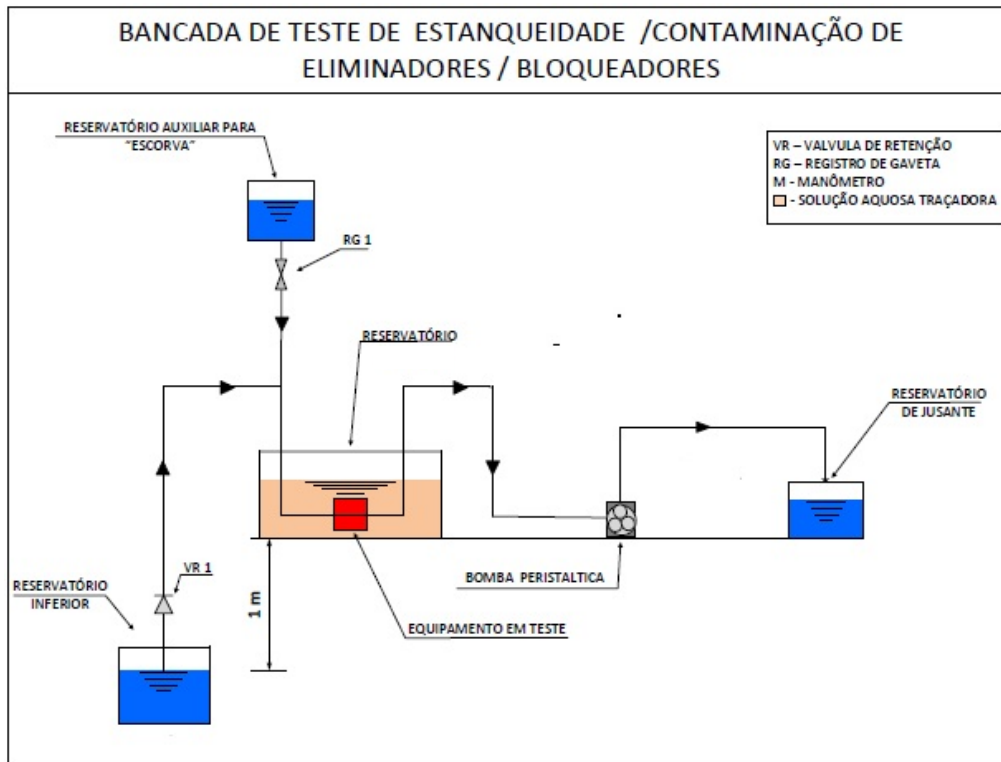 BANCADA DE TESTE DE ESTANQUEIDADE /CONTAMINAÇÃO DE
ELIMINADORES / BLOQUEADORES
RESERVATÓRIO AUXILIAR PARA
"ESCORVA"
VR – VALVULA DE RETENÇÃO
RG – REGISTRO DE GAVETA
M - MANÔMETRO
- SOLUÇÃO AQUOSA TRAÇADORA
RG 1
RESERVATÓRIO
RESERVATÓRIO
DE JUSANTE
VR 1
RESERVATÓRIO
INFERIOR
1 m
BOMBA PERISTALTICA
EQUIPAMENTO EM TESTE